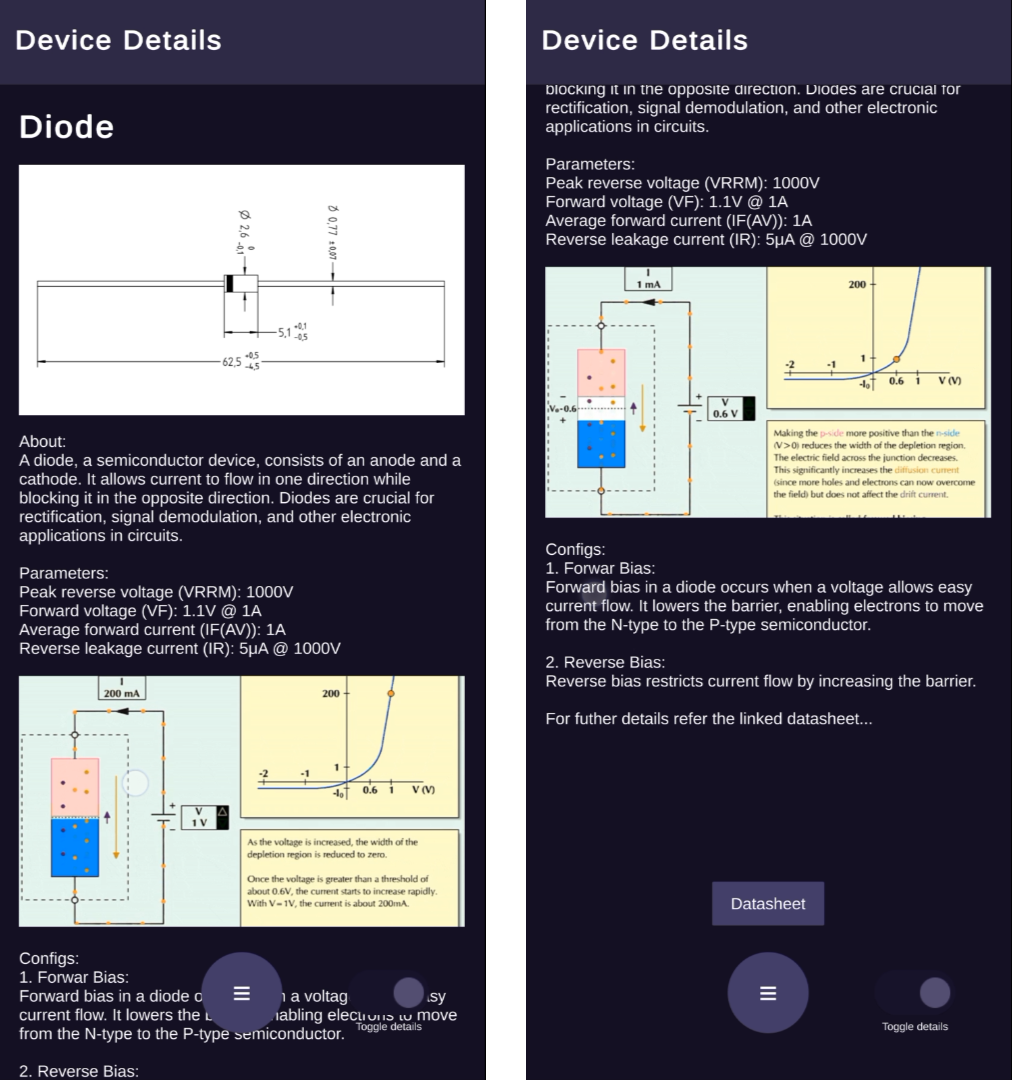 Device Details
Diode
Ø 2,6 0 -0,1
Ø 0,77 ±0,07
5,1 +0,1 -0,5
62,5 +0,5 -4,5
About:
A diode, a semiconductor device, consists of an anode and a
cathode. It allows current to flow in one direction while
blocking it in the opposite direction. Diodes are crucial for
rectification, signal demodulation, and other electronic
applications in circuits.
Parameters:
Peak reverse voltage (VRRM): 1000V
Forward voltage (VF): 1.1V @ 1A
Average forward current (IF(AV)): 1A
Reverse leakage current (IR): 5µA @ 1000V
I
200 mA
+
V
1 V
−
200
1
-2 -1 -I₀ 0.6 1 V (V)
As the voltage is increased, the width of the
depletion region is reduced to zero.
Once the voltage is greater than a threshold of
about 0.6V, the current starts to increase rapidly.
With V=1V, the current is about 200mA.
Configs:
1. Forwar Bias:
Forward bias in a diode a voltag sy
current flow. It lowers the abling electrons to move
from the N-type to the P-type semiconductor.
2. Reverse Bias:
≡
Toggle details
Device Details
blocking it in the opposite direction. Diodes are crucial for
rectification, signal demodulation, and other electronic
applications in circuits.
Parameters:
Peak reverse voltage (VRRM): 1000V
Forward voltage (VF): 1.1V @ 1A
Average forward current (IF(AV)): 1A
Reverse leakage current (IR): 5µA @ 1000V
I
1 mA
−
V₀-0.6
+
+
V
0.6 V
−
200
1
-2 -1 -I₀ 0.6 1 V (V)
Making the p-side more positive than the n-side
(V>0) reduces the width of the depletion region.
The electric field across the junction decreases.
This significantly increases the diffusion current
(since more holes and electrons can now overcome
the field) but does not affect the drift current.
Configs:
1. Forwar Bias:
Forward bias in a diode occurs when a voltage allows easy
current flow. It lowers the barrier, enabling electrons to move
from the N-type to the P-type semiconductor.
2. Reverse Bias:
Reverse bias restricts current flow by increasing the barrier.
For futher details refer the linked datasheet...
Datasheet
≡
Toggle details